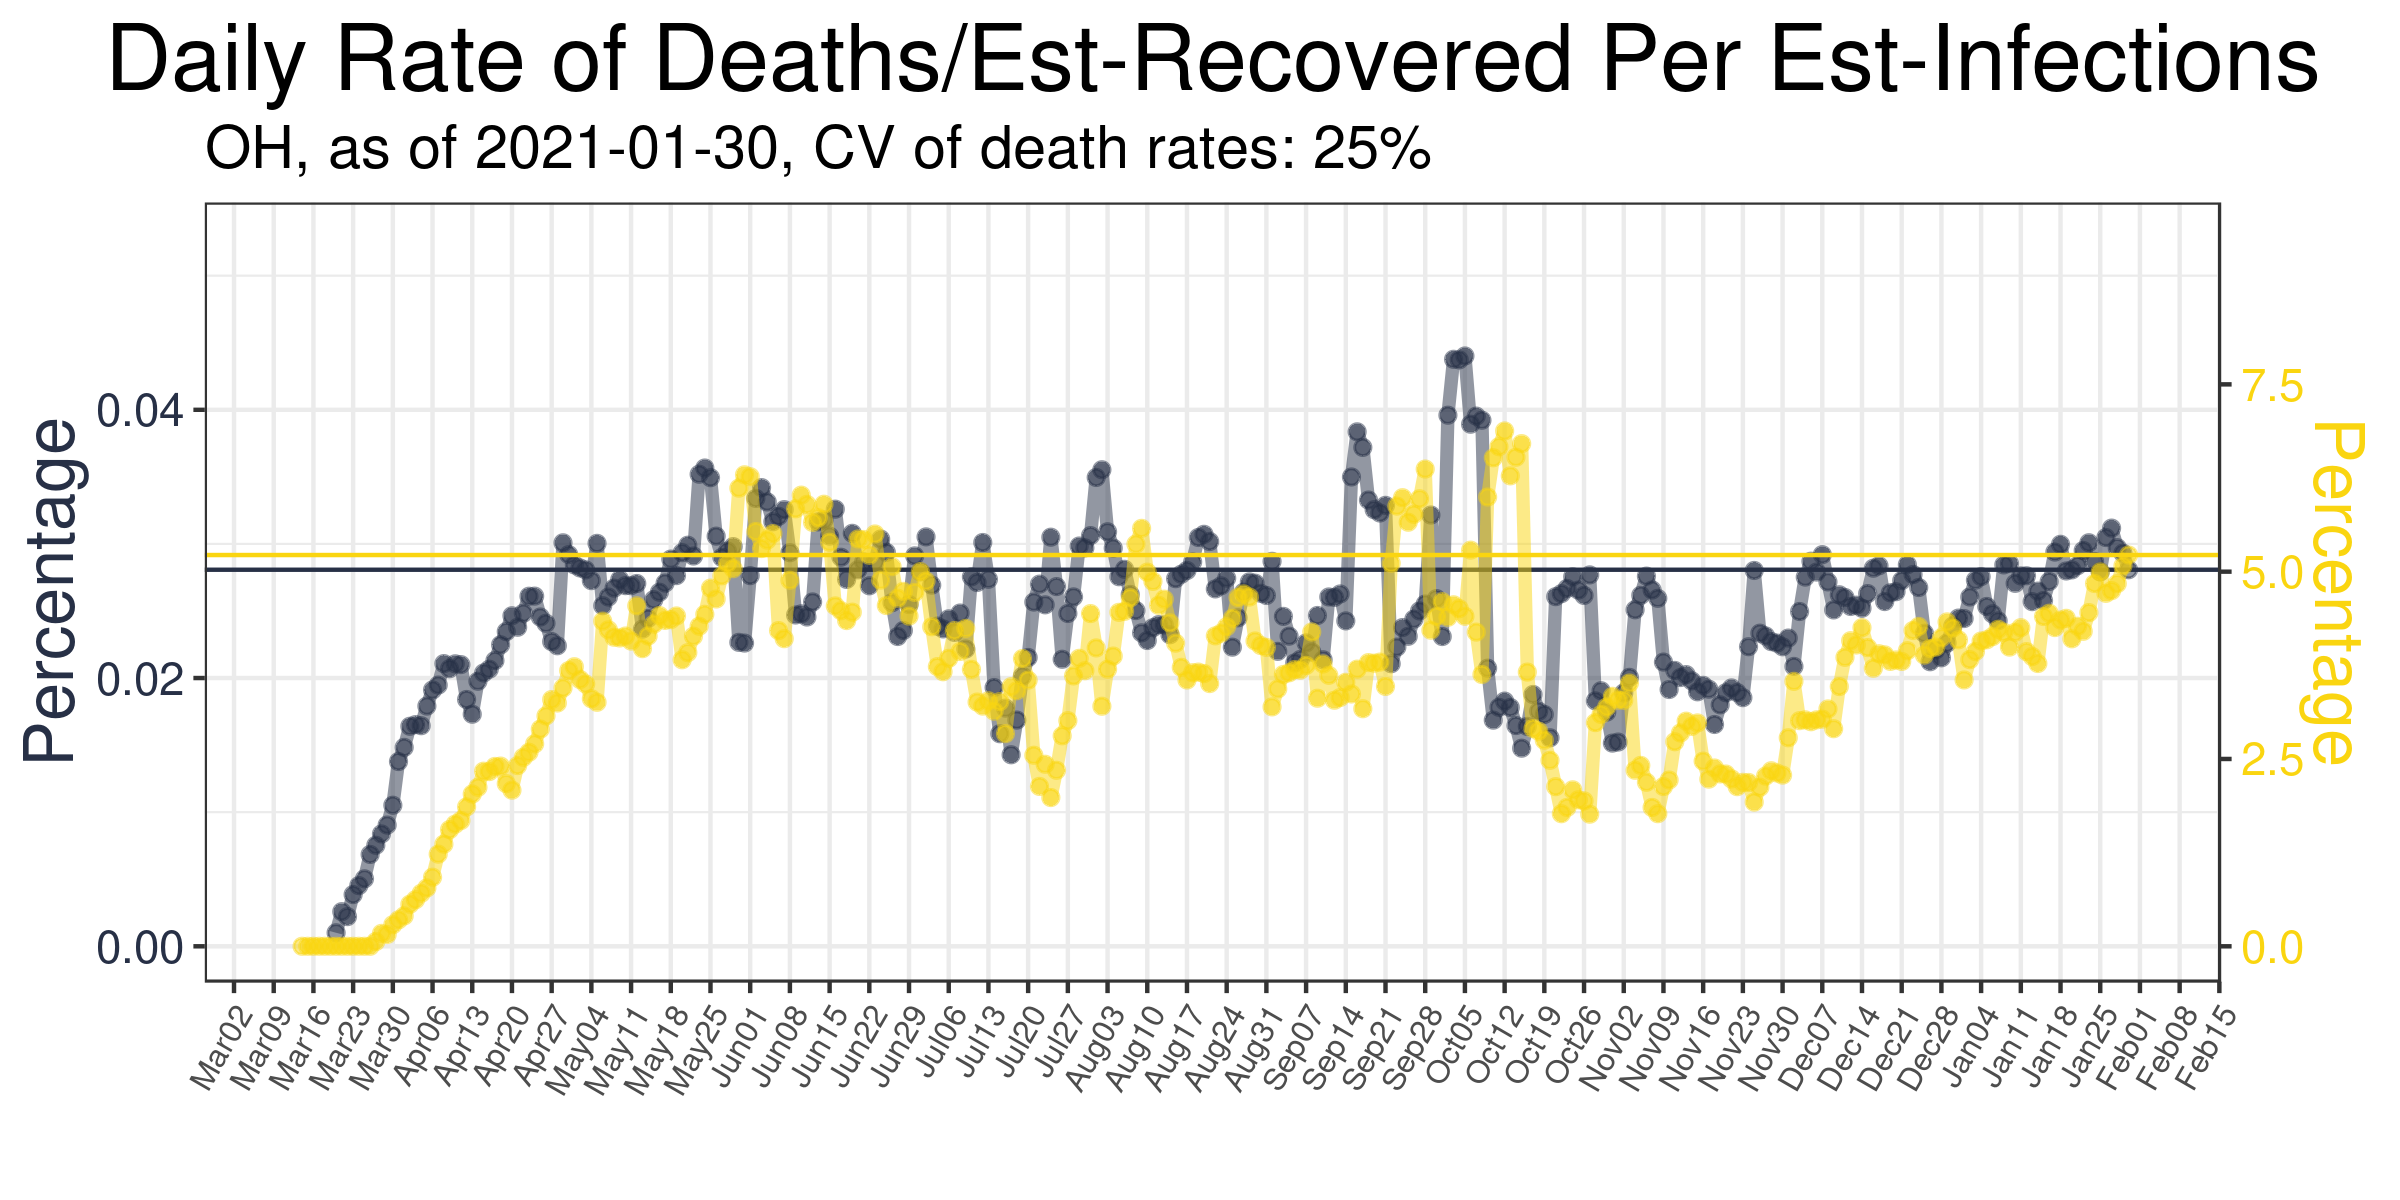 Daily Rate of Deaths/Est-Recovered Per Est-Infections
OH, as of 2021-01-30, CV of death rates: 25%
Percentage
0.04
0.02
0.00
7.5
5.0
2.5
0.0
Percentage
Mar02
Mar09
Mar16
Mar23
Mar30
Apr06
Apr13
Apr20
Apr27
May04
May11
May18
May25
Jun01
Jun08
Jun15
Jun22
Jun29
Jul06
Jul13
Jul20
Jul27
Aug03
Aug10
Aug17
Aug24
Aug31
Sep07
Sep14
Sep21
Sep28
Oct05
Oct12
Oct19
Oct26
Nov02
Nov09
Nov16
Nov23
Nov30
Dec07
Dec14
Dec21
Dec28
Jan04
Jan11
Jan18
Jan25
Feb01
Feb08
Feb15